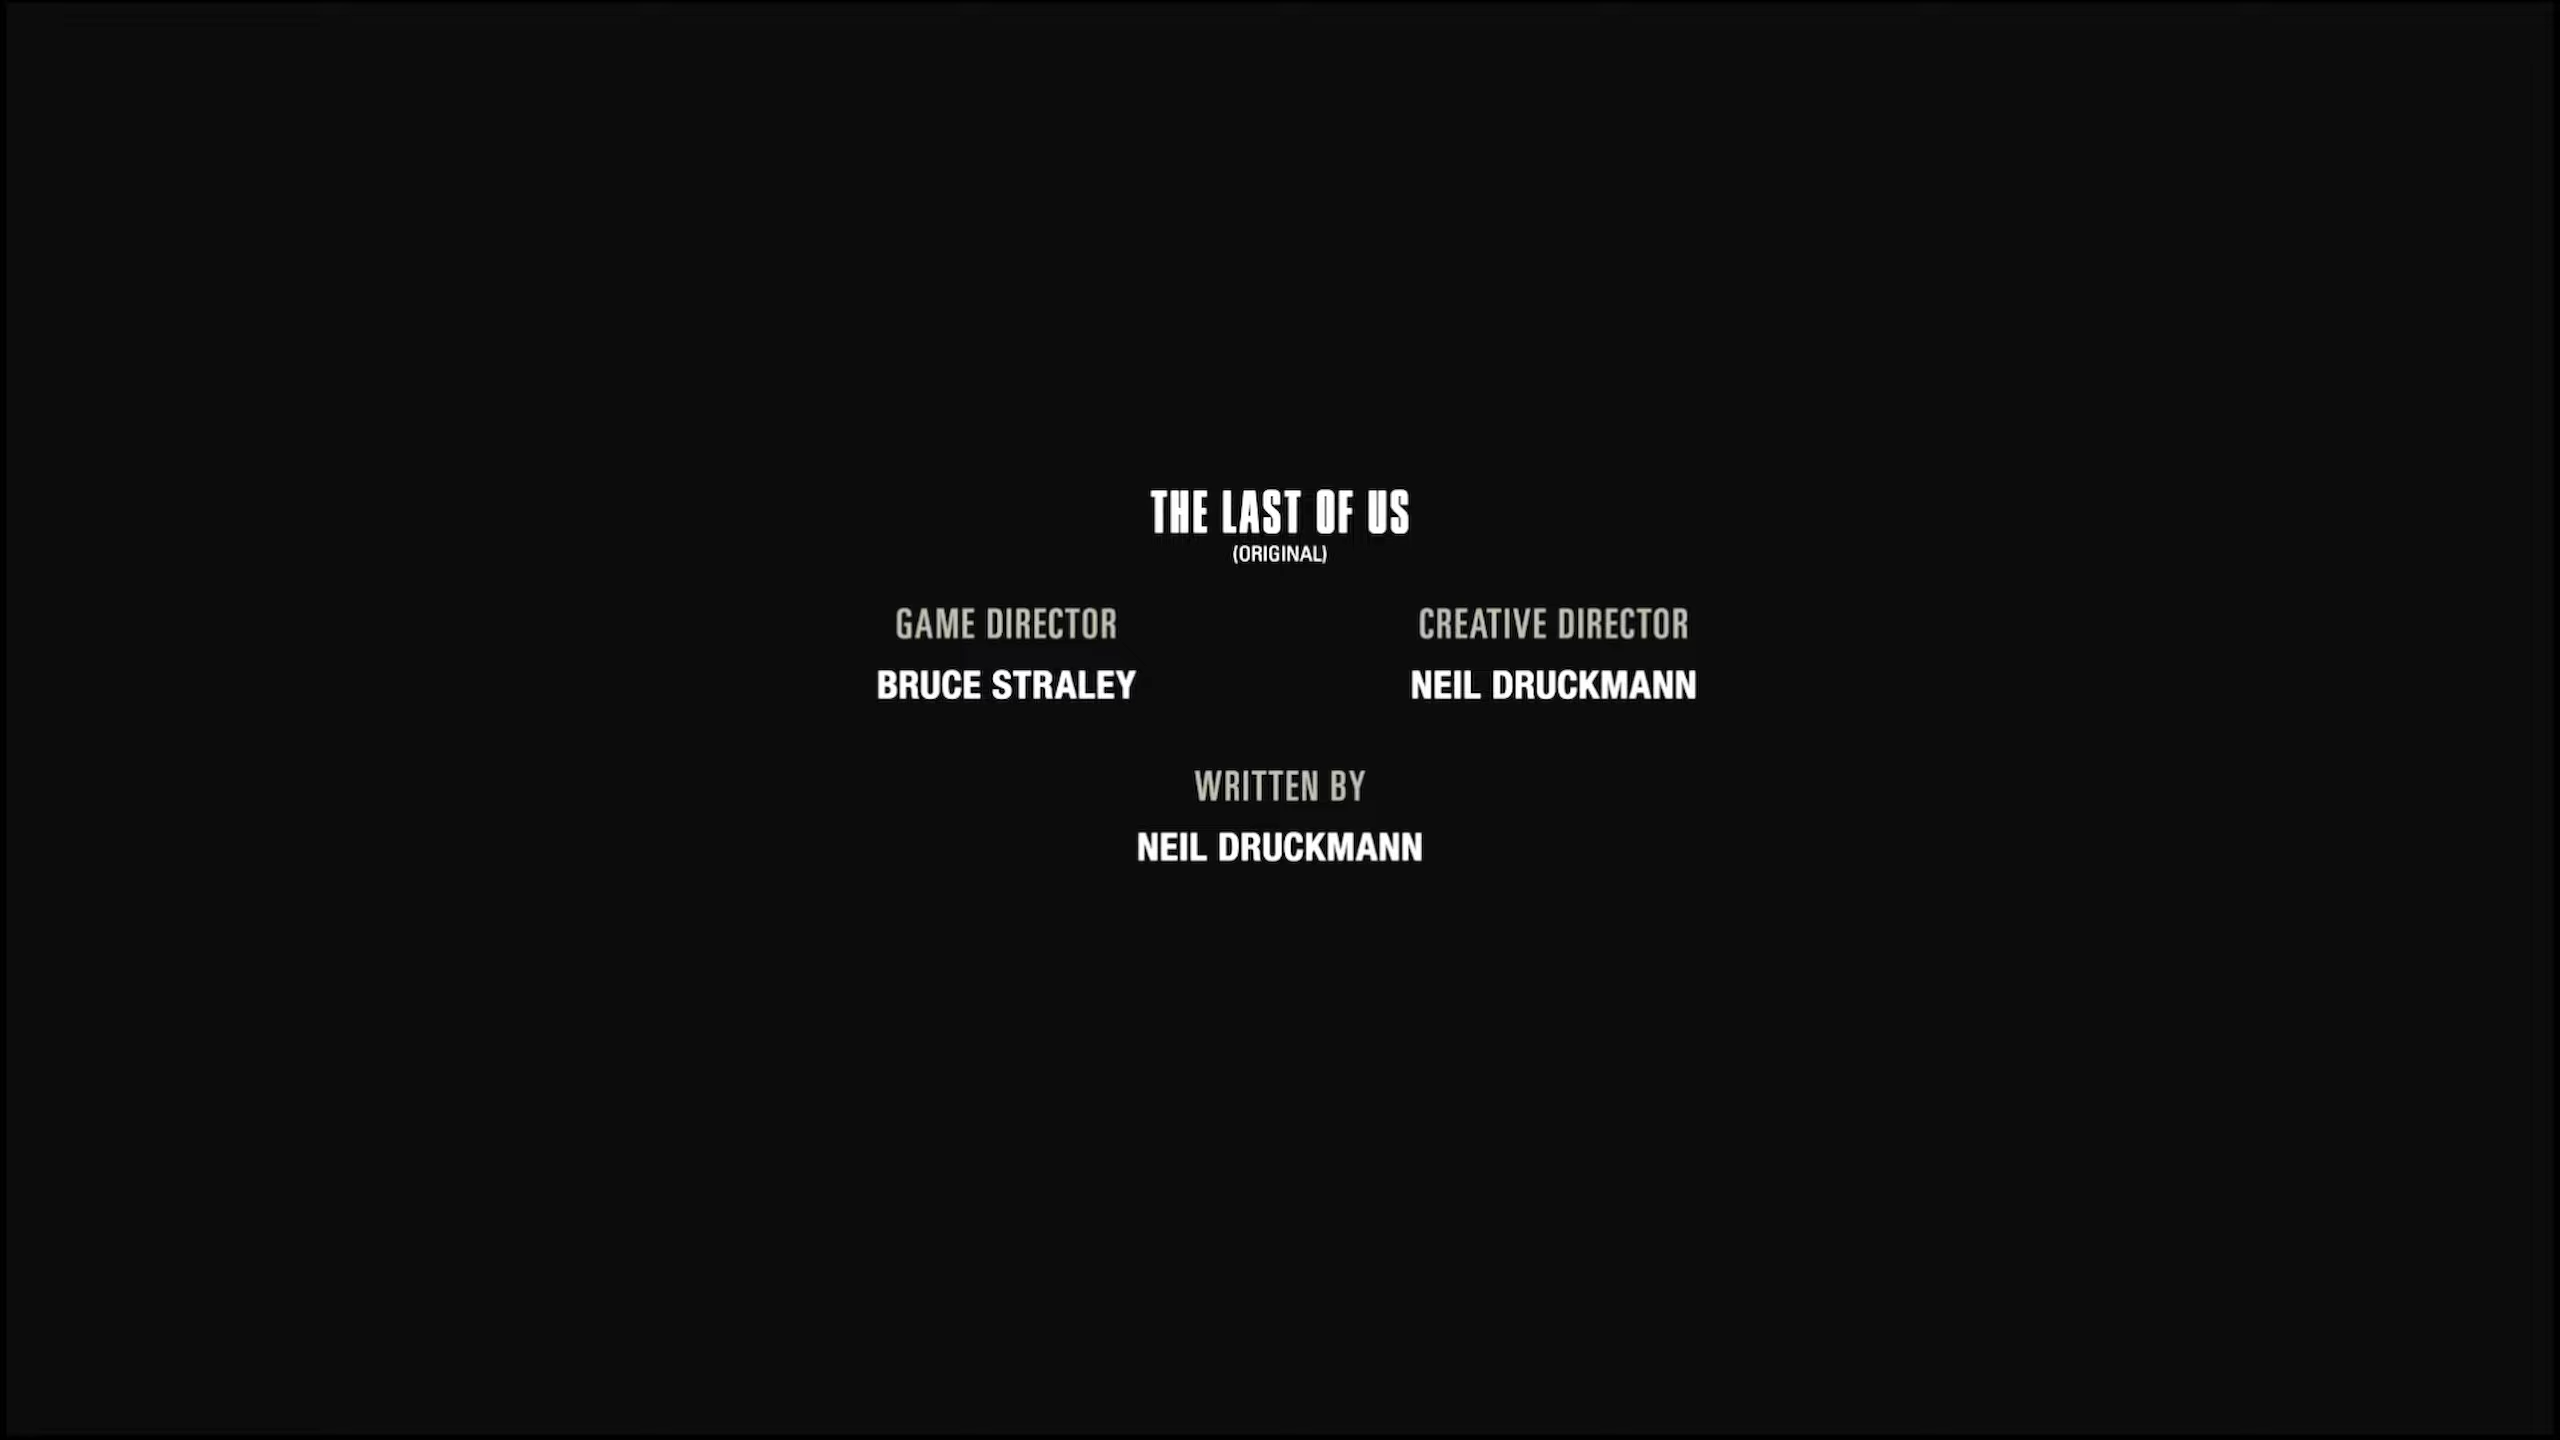 THE LAST OF US
(ORIGINAL)
GAME DIRECTOR
BRUCE STRALEY
CREATIVE DIRECTOR
NEIL DRUCKMANN
WRITTEN BY
NEIL DRUCKMANN